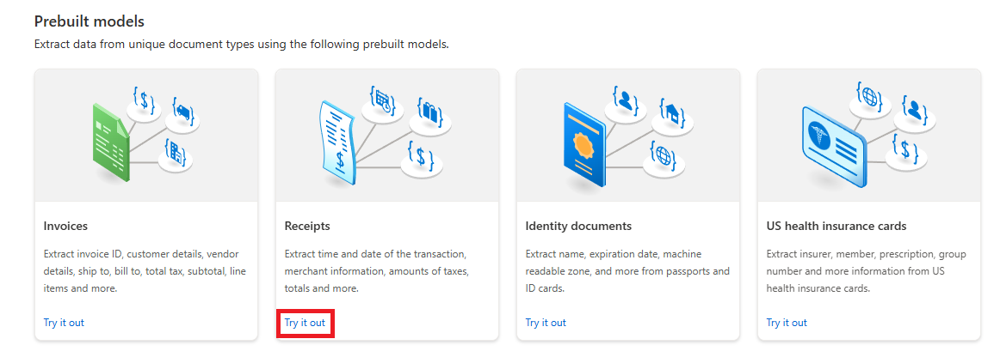 Prebuilt models
Extract data from unique document types using the following prebuilt models.
Invoices
Extract invoice ID, customer details, vendor
details, ship to, bill to, total tax, subtotal, line
items and more.
Try it out
Receipts
Extract time and date of the transaction,
merchant information, amounts of taxes,
totals and more.
Try it out
Identity documents
Extract name, expiration date, machine
readable zone, and more from passports and
ID cards.
Try it out
US health insurance cards
Extract insurer, member, prescription, group
number and more information from US
health insurance cards.
Try it out